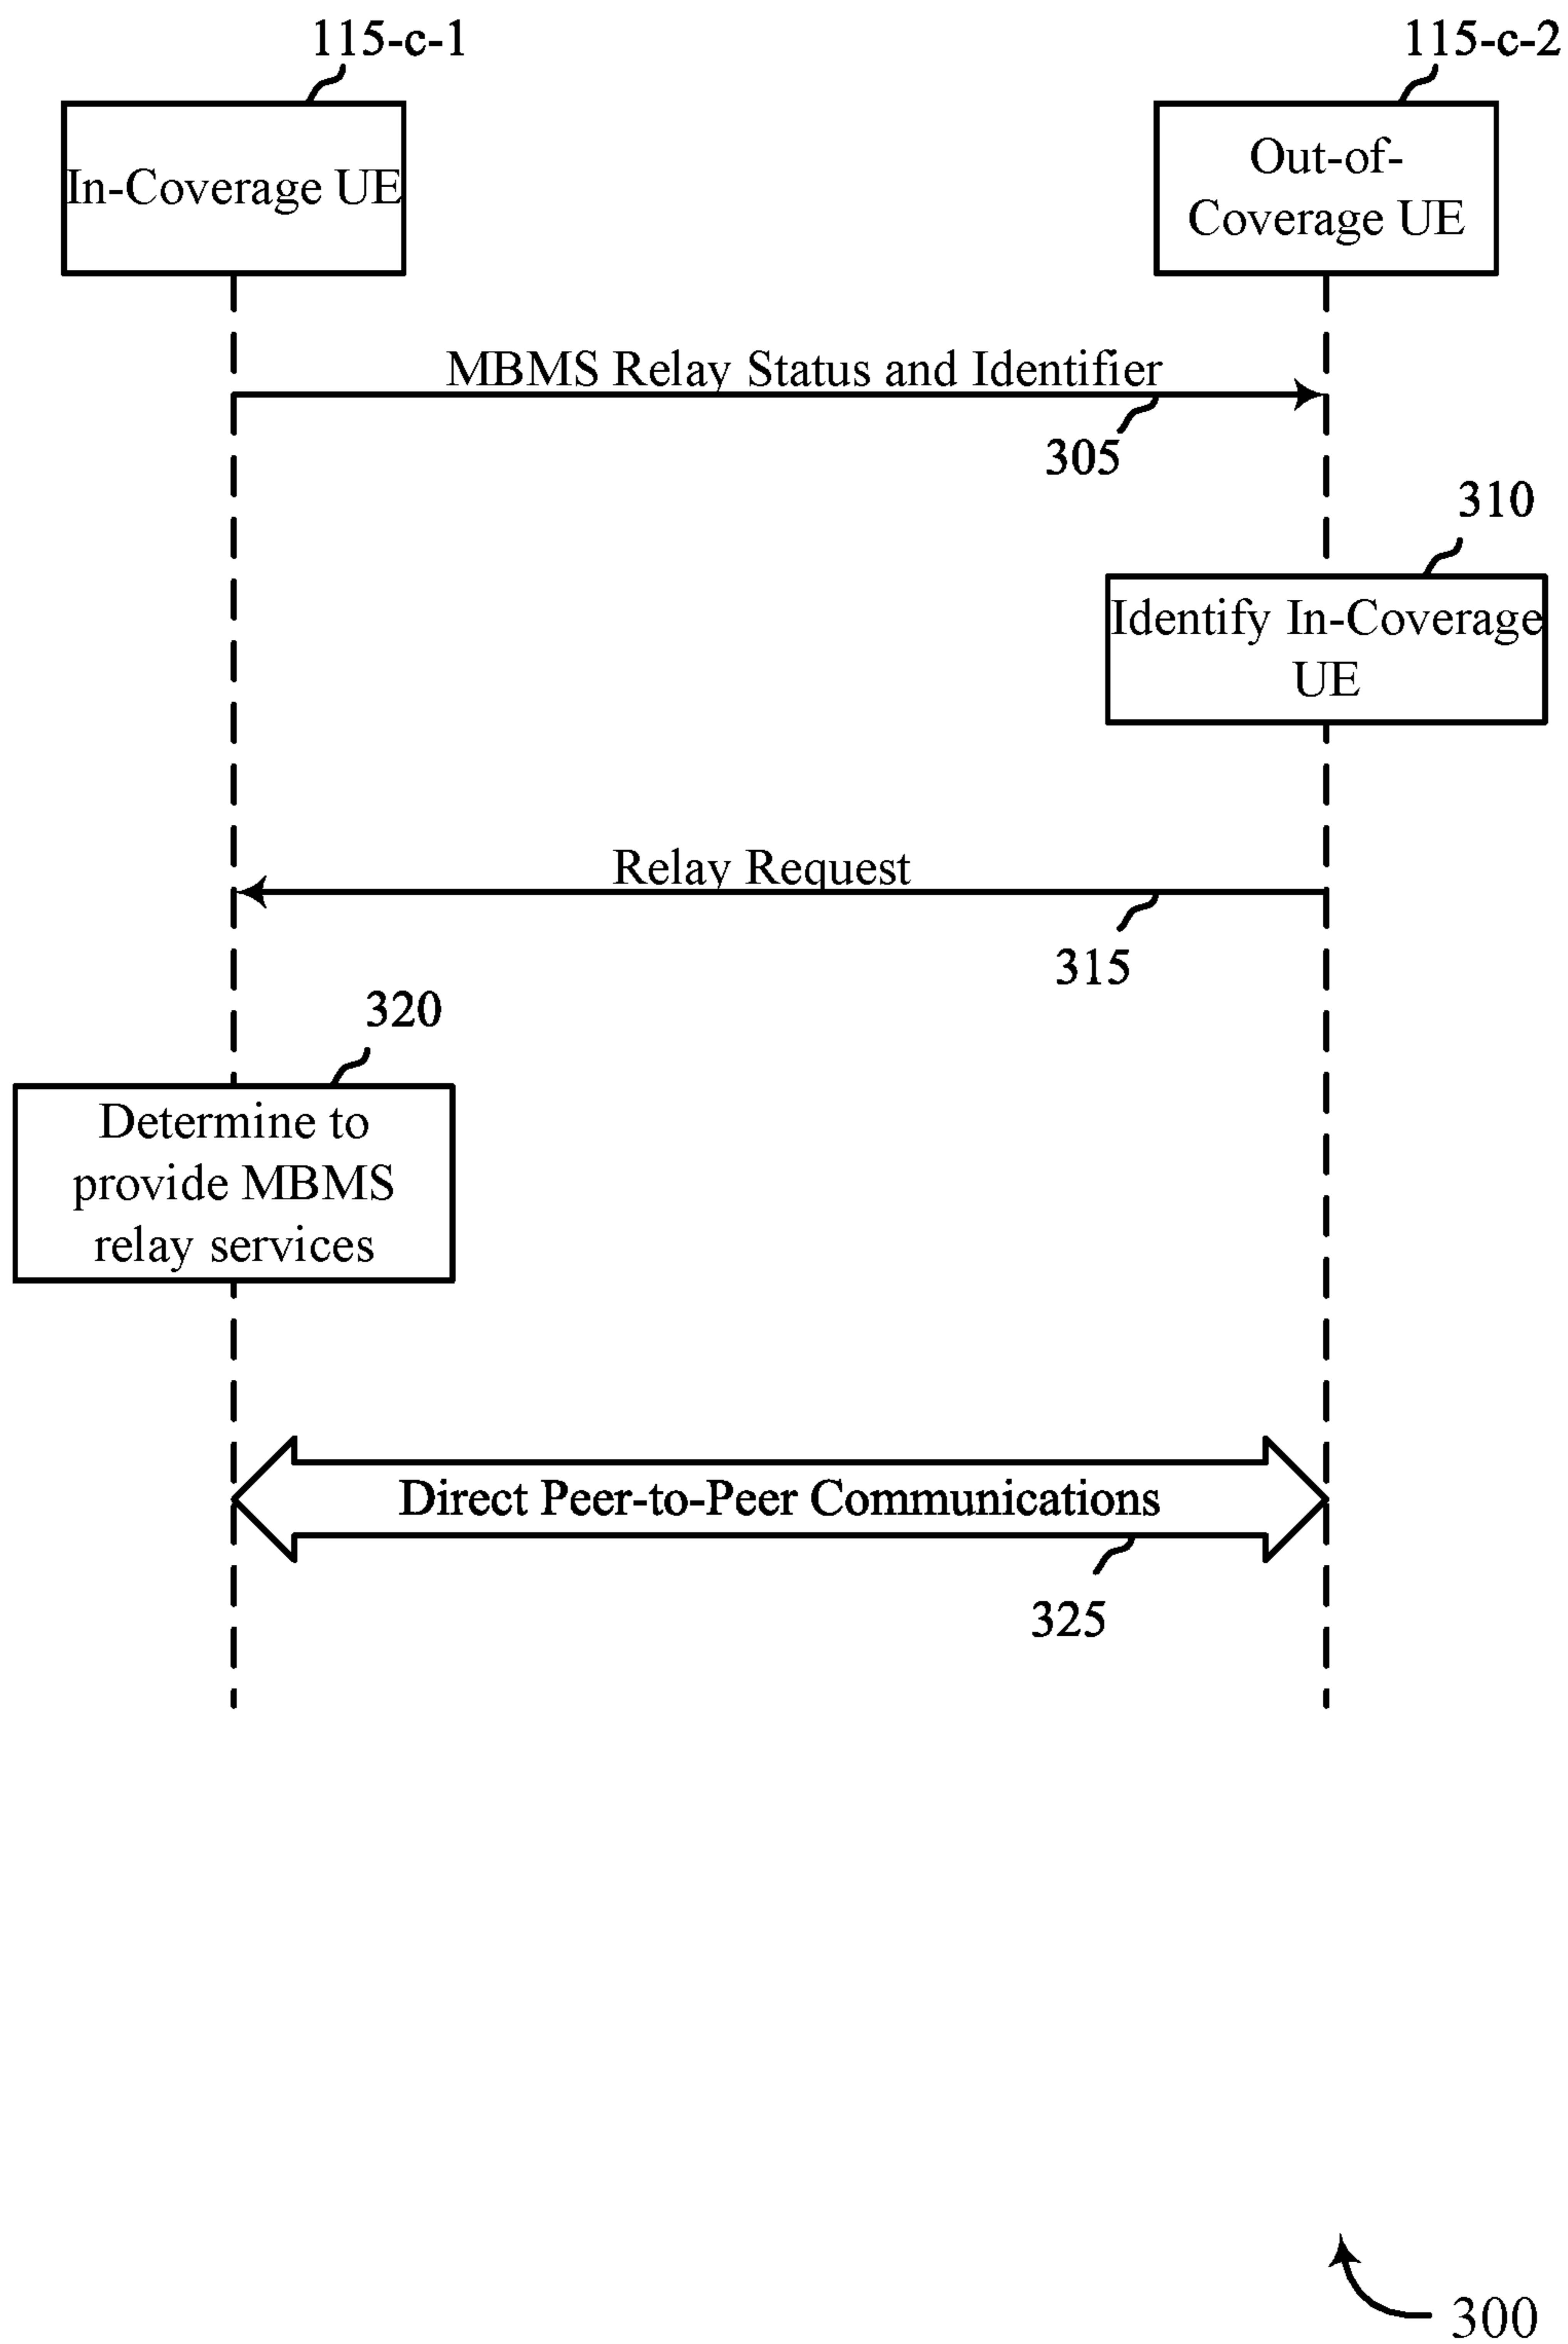 115-c-1
115-c-2
In-Coverage UE
Out-of-
Coverage UE
MBMS Relay Status and Identifier
305
310
Identify In-Coverage
UE
Relay Request
315
320
Determine to
provide MBMS
relay services
Direct Peer-to-Peer Communications
325
300